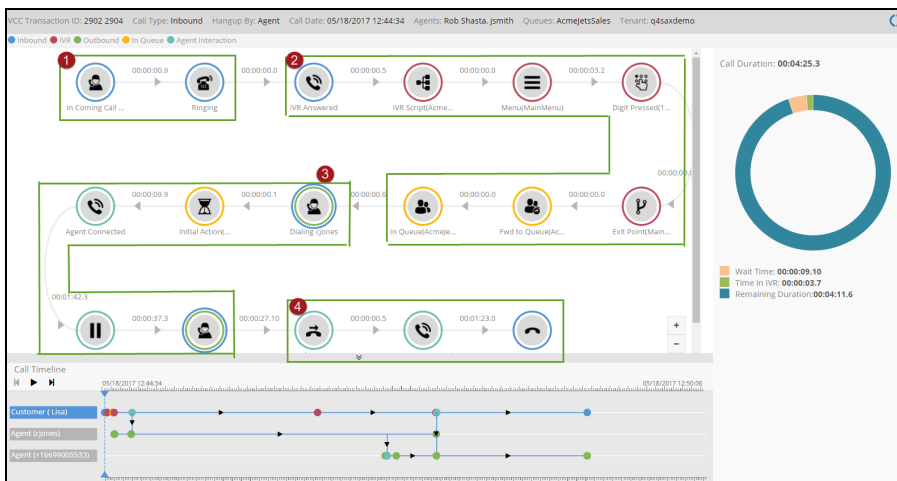 VCC Transaction ID: 2902 2904 Call Type: Inbound Hangup By: Agent Call Date: 05/18/2017 12:44:34 Agents: Rob Shasta, jsmith Queues: AcmeJetsSales Tenant: q4saxdemo
Inbound IVR Outbound In Queue Agent Interaction
1 2
00:00:00.9 00:00:00.0 00:00:00.5 00:00:00.0 00:00:03.2
In Coming Call ... Ringing IVR Answered IVR Script(Acme... Menu(MainMenu) Digit Pressed(1...
00:00:00.
3
00:00:09.9 00:00:00.1 00:00:00.6 00:00:00.0 00:00:00.0
Agent Connected Initial Action(... Dialing cjones In Queue(AcmeJe... Fwd to Queue(Ac... Exit Point(Main...
00:01:42.3
4
00:00:37.3 00:00:27.10 00:00:00.5 00:01:23.0
+
−
Call Duration: 00:04:25.3
Wait Time: 00:00:09.10
Time In IVR: 00:00:03.7
Remaining Duration:00:04:11.6
Call Timeline
05/18/2017 12:44:34 05/18/2017 12:50:06
Customer ( Lisa)
Agent (cjones)
Agent (+16699005533)